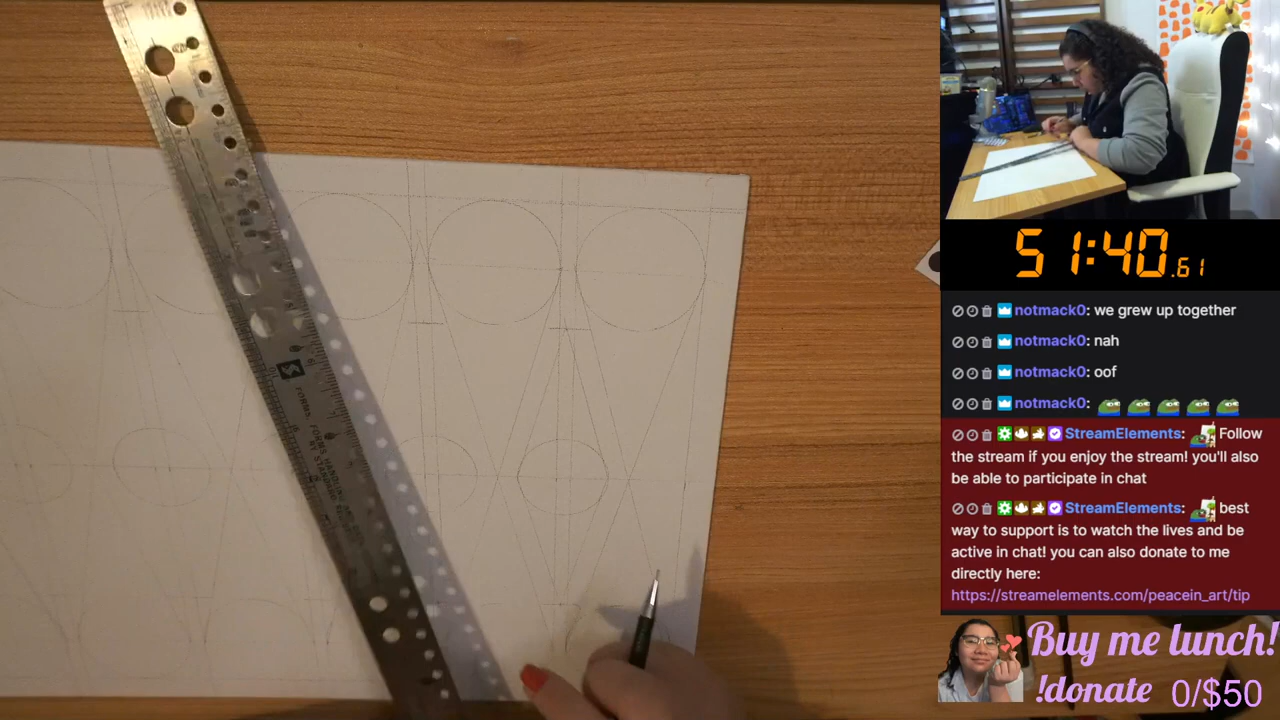 FORMS
51:40.61
notmack0: we grew up together
notmack0: nah
notmack0: oof
notmack0:
StreamElements: Follow
the stream if you enjoy the stream! you'll also
be able to participate in chat
StreamElements: best
way to support is to watch the lives and be
active in chat! you can also donate to me
directly here:
https://streamelements.com/peacein_art/tip
Buy me lunch!
!donate 0/$50